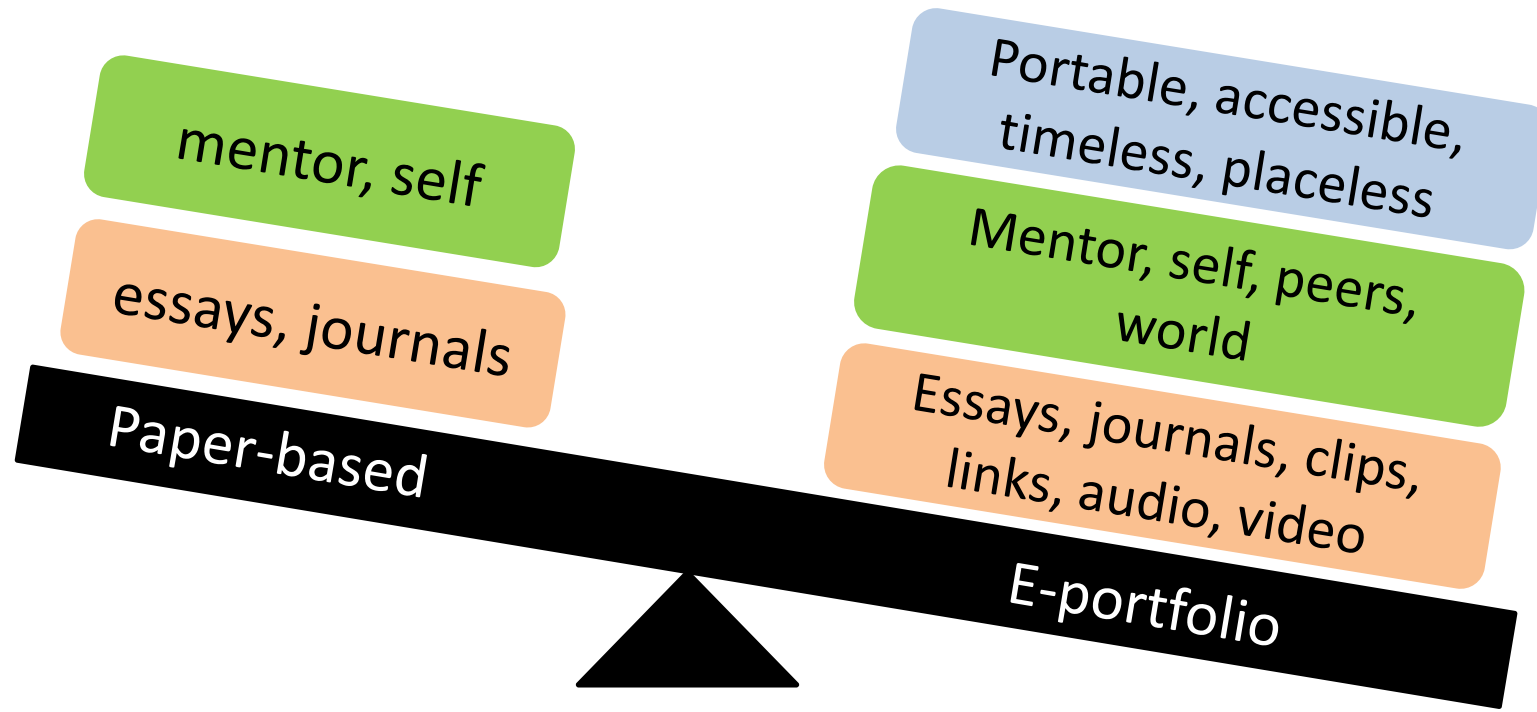 mentor, self
essays, journals
Paper-based
Portable, accessible,
timeless, placeless
Mentor, self, peers,
world
Essays, journals, clips,
links, audio, video
E-portfolio